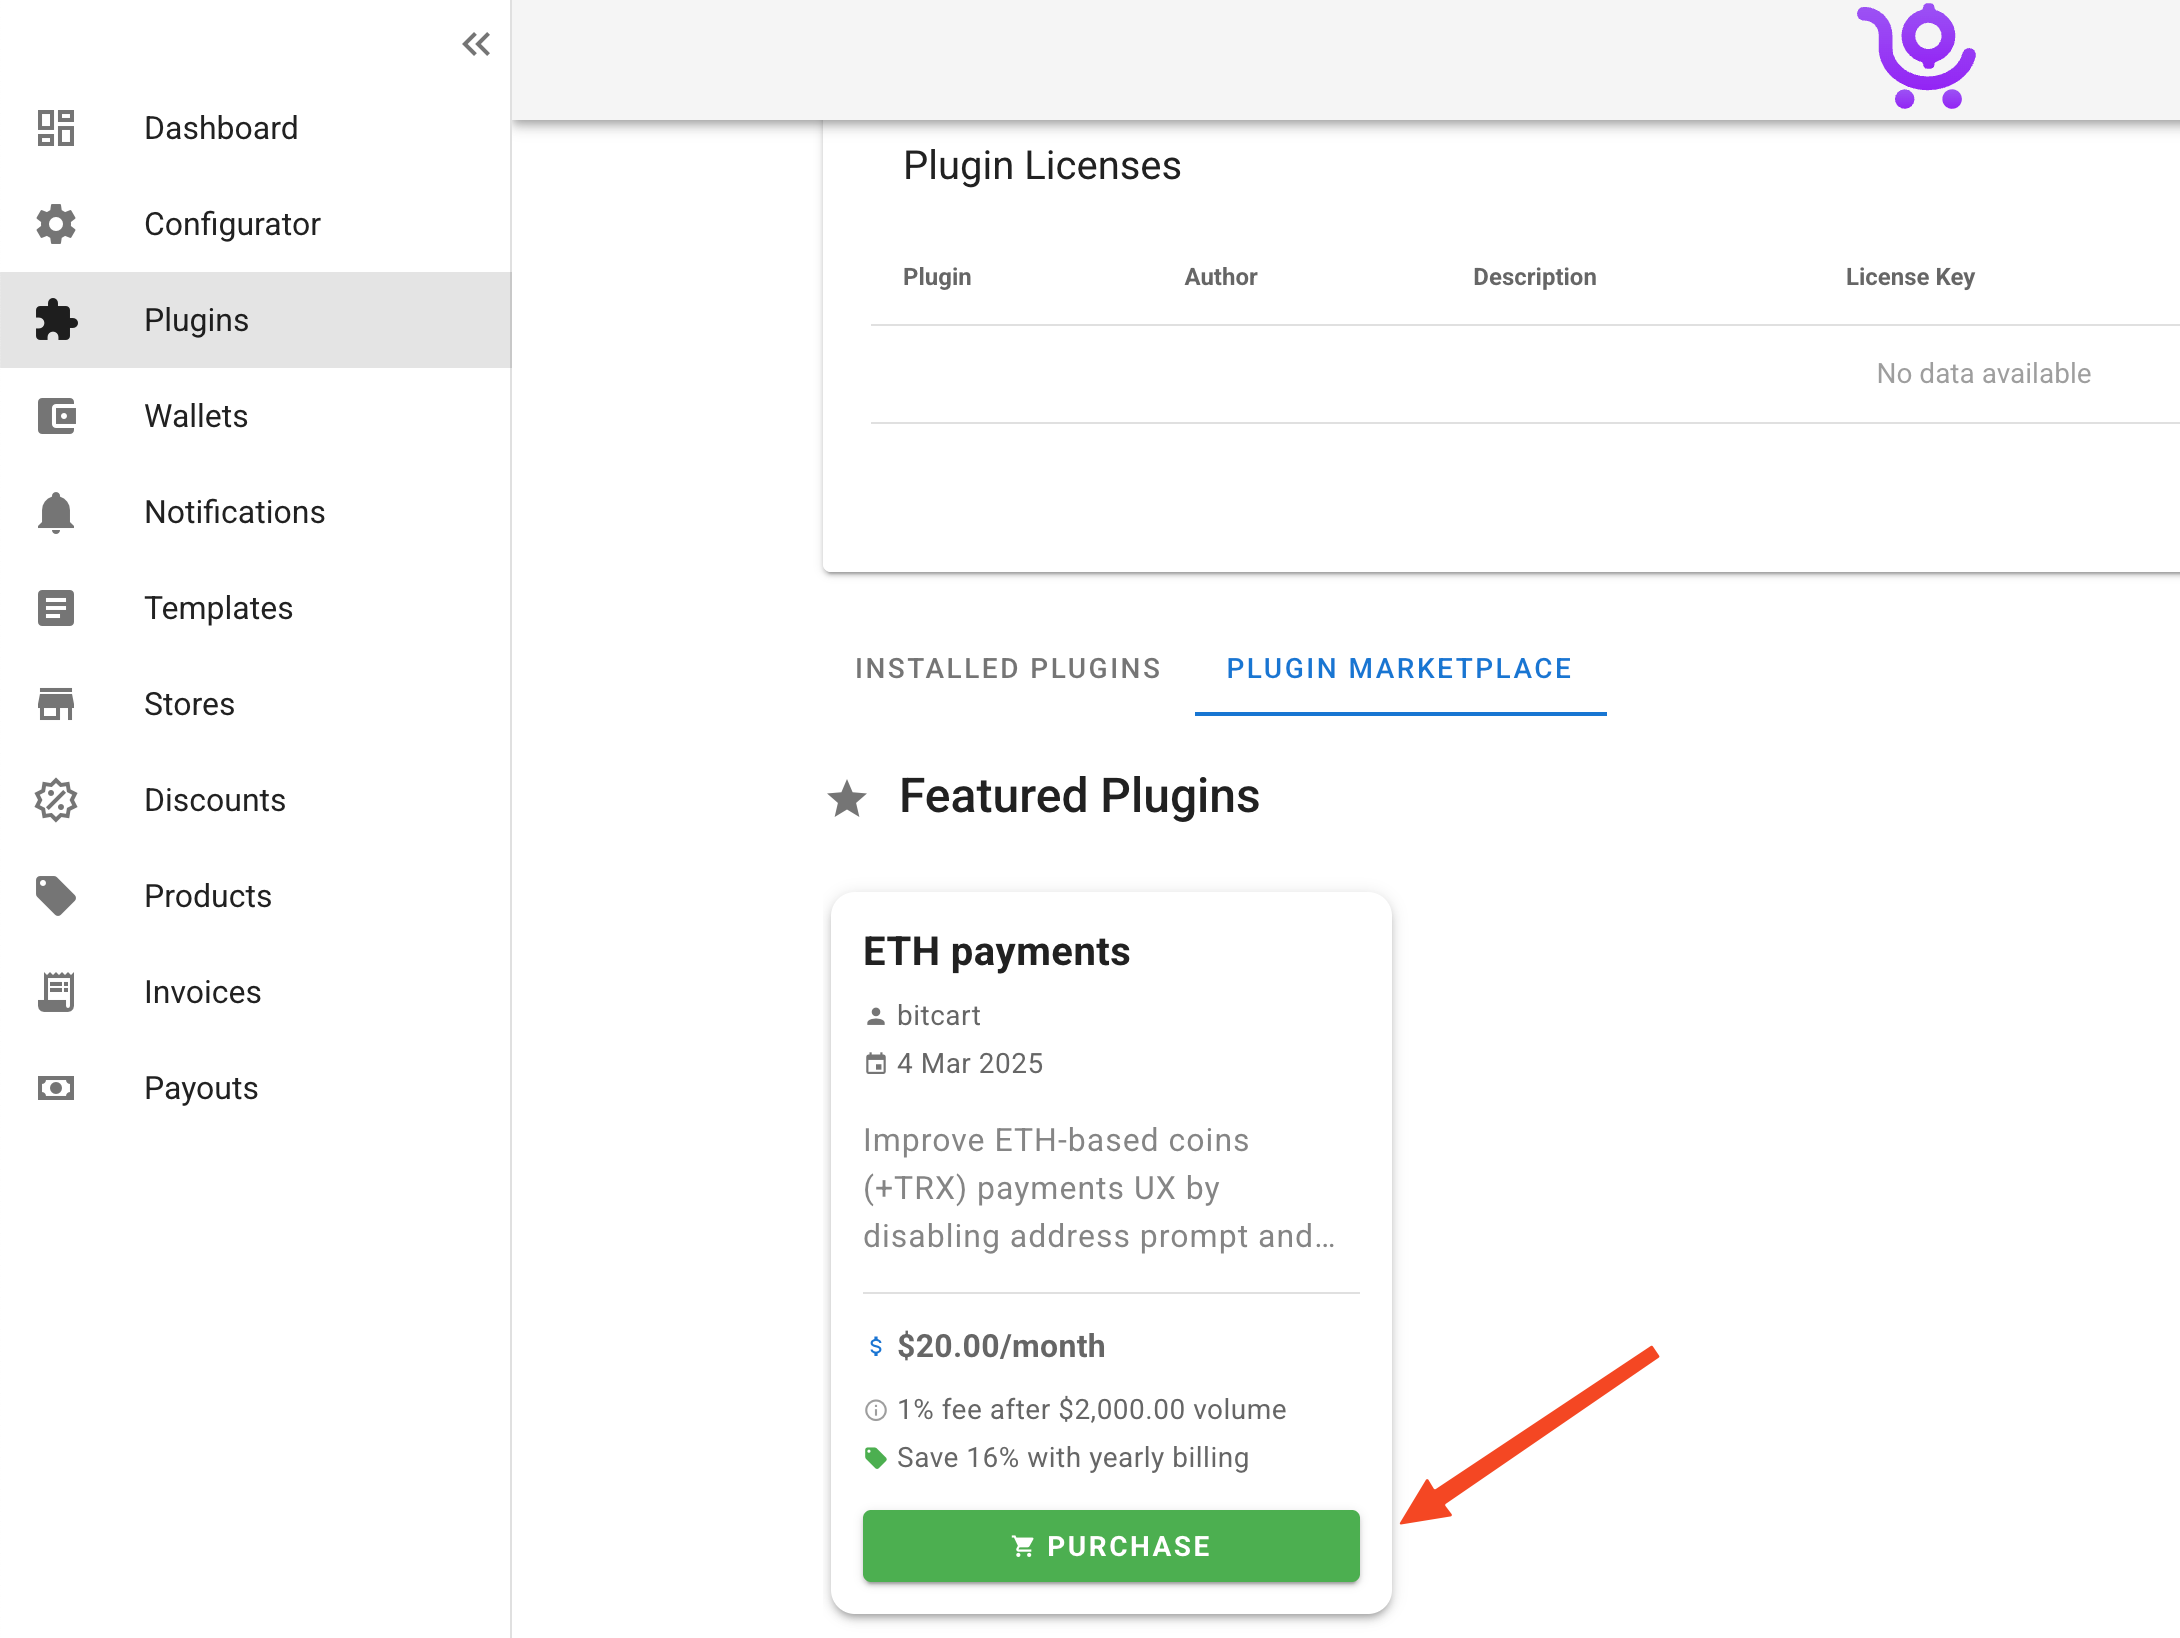 Dashboard
Configurator
Plugins
Wallets
Notifications
Templates
Stores
Discounts
Products
Invoices
Payouts
Plugin Licenses
Plugin Author Description License Key
No data available
INSTALLED PLUGINS PLUGIN MARKETPLACE
Featured Plugins
ETH payments
bitcart
4 Mar 2025
Improve ETH-based coins
(+TRX) payments UX by
disabling address prompt and…
$ $20.00/month
1% fee after $2,000.00 volume
Save 16% with yearly billing
PURCHASE